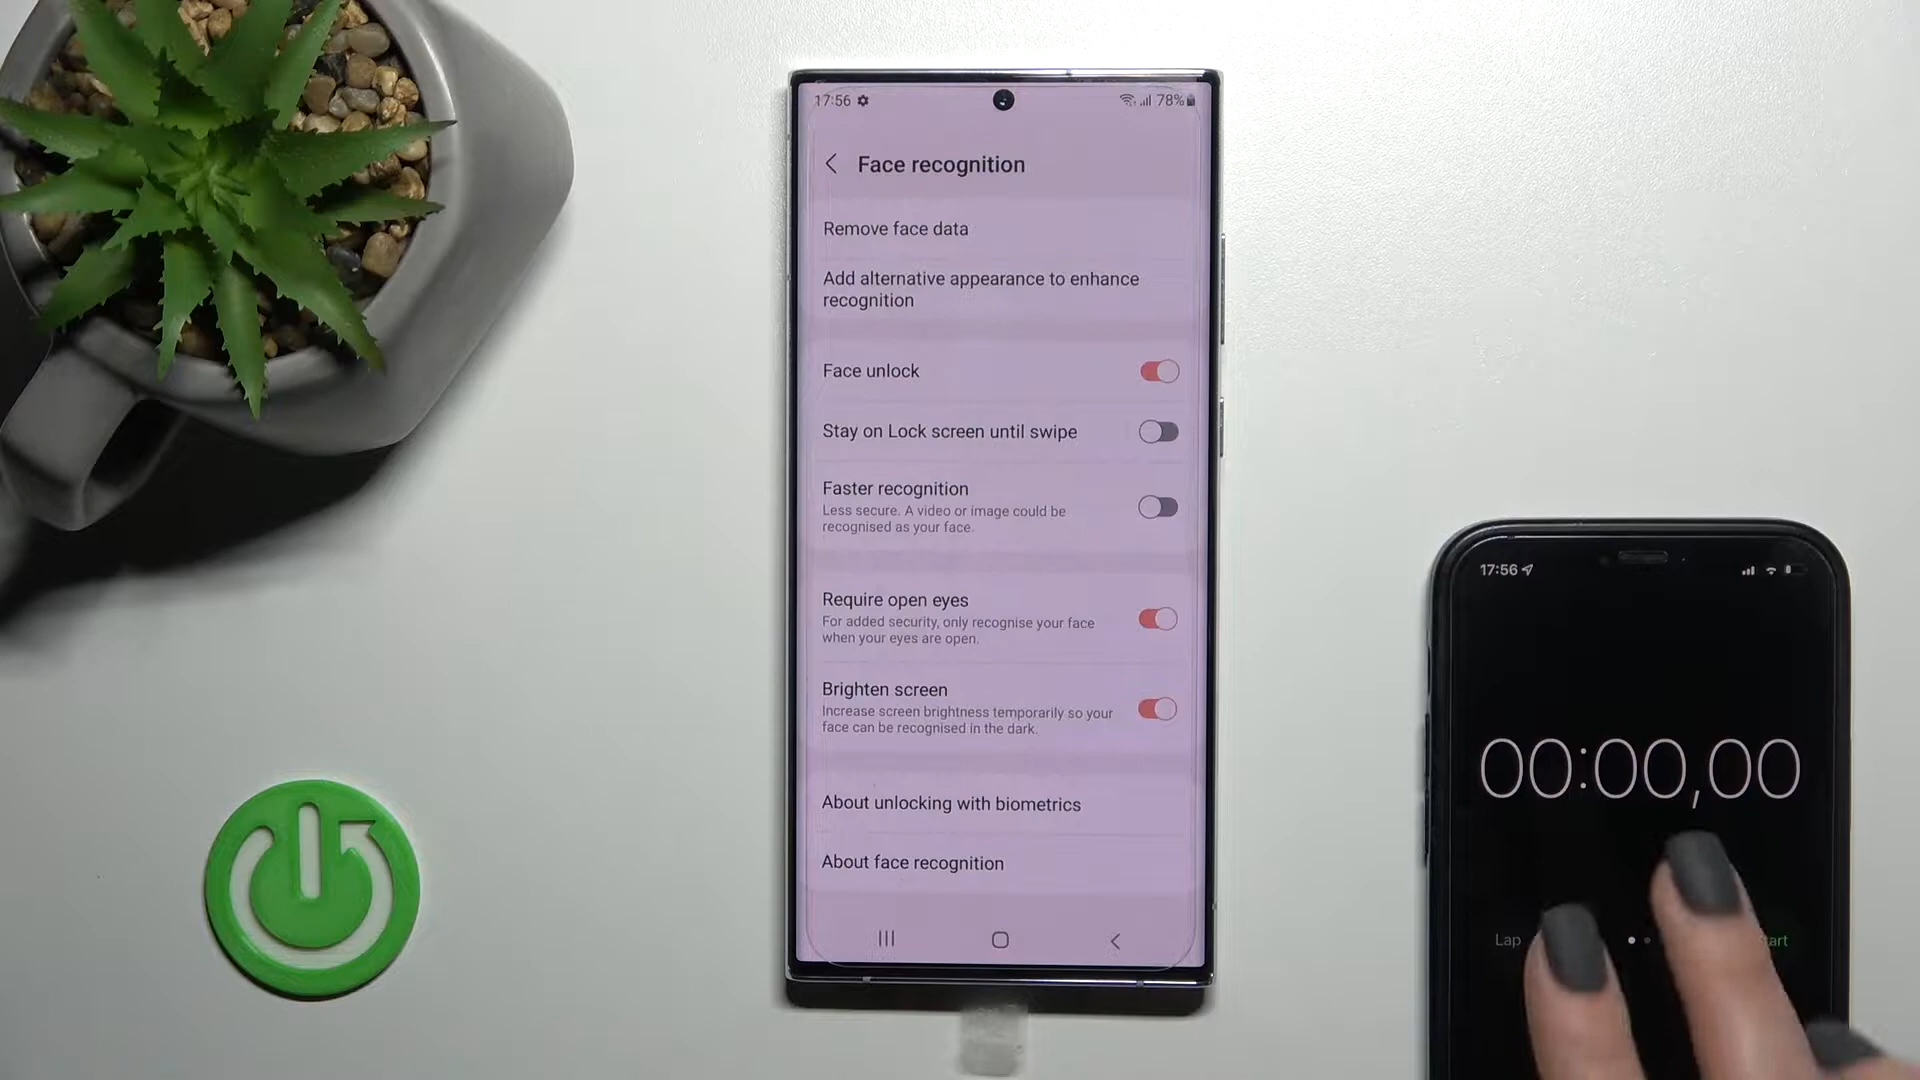 17:56
78%
Face recognition
Remove face data
Add alternative appearance to enhance
recognition
Face unlock
Stay on Lock screen until swipe
Faster recognition
Less secure. A video or image could be
recognised as your face.
Require open eyes
For added security, only recognise your face
when your eyes are open.
Brighten screen
Increase screen brightness temporarily so your
face can be recognised in the dark.
About unlocking with biometrics
About face recognition
17:56
00:00,00
Lap